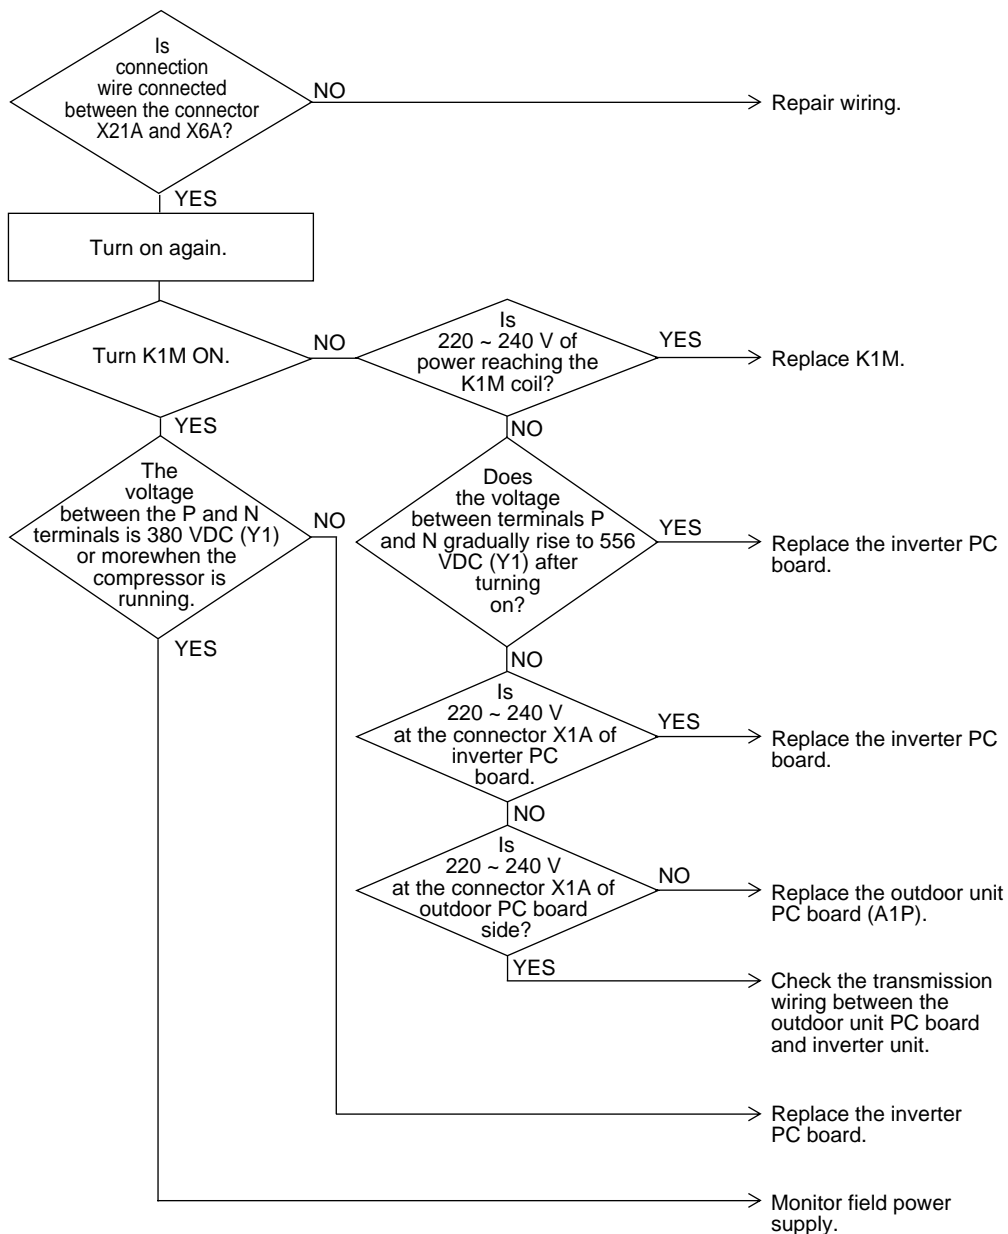 Is
connection
wire connected
between the connector
X21A and X6A?
NO
Repair wiring.
YES
Turn on again.
Turn K1M ON.
NO
Is
220 ~ 240 V of
power reaching the
K1M coil?
YES
Replace K1M.
YES
NO
The
voltage
between the P and N
terminals is 380 VDC (Y1)
or morewhen the
compressor is
running.
NO
Does
the voltage
between terminals P
and N gradually rise to 556
VDC (Y1) after
turning
on?
YES
Replace the inverter PC
board.
YES
NO
Is
220 ~ 240 V
at the connector X1A of
inverter PC
board.
YES
Replace the inverter PC
board.
NO
Is
220 ~ 240 V
at the connector X1A of
outdoor PC board
side?
NO
Replace the outdoor unit
PC board (A1P).
YES
Check the transmission
wiring between the
outdoor unit PC board
and inverter unit.
Replace the inverter
PC board.
Monitor field power
supply.